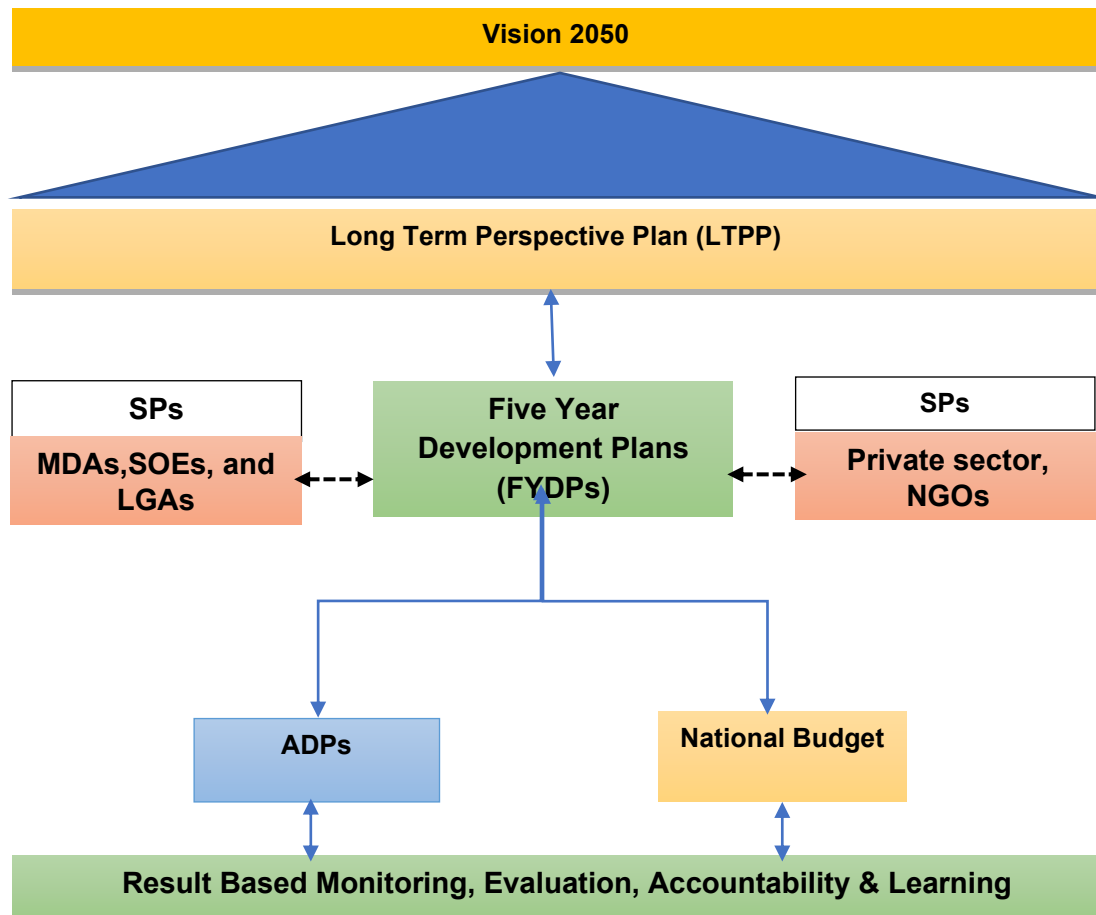 Vision 2050
Long Term Perspective Plan (LTPP)
SPs
MDAs,SOEs, and
LGAs
Five Year
Development Plans
(FYDPs)
SPs
Private sector,
NGOs
ADPs
National Budget
Result Based Monitoring, Evaluation, Accountability & Learning